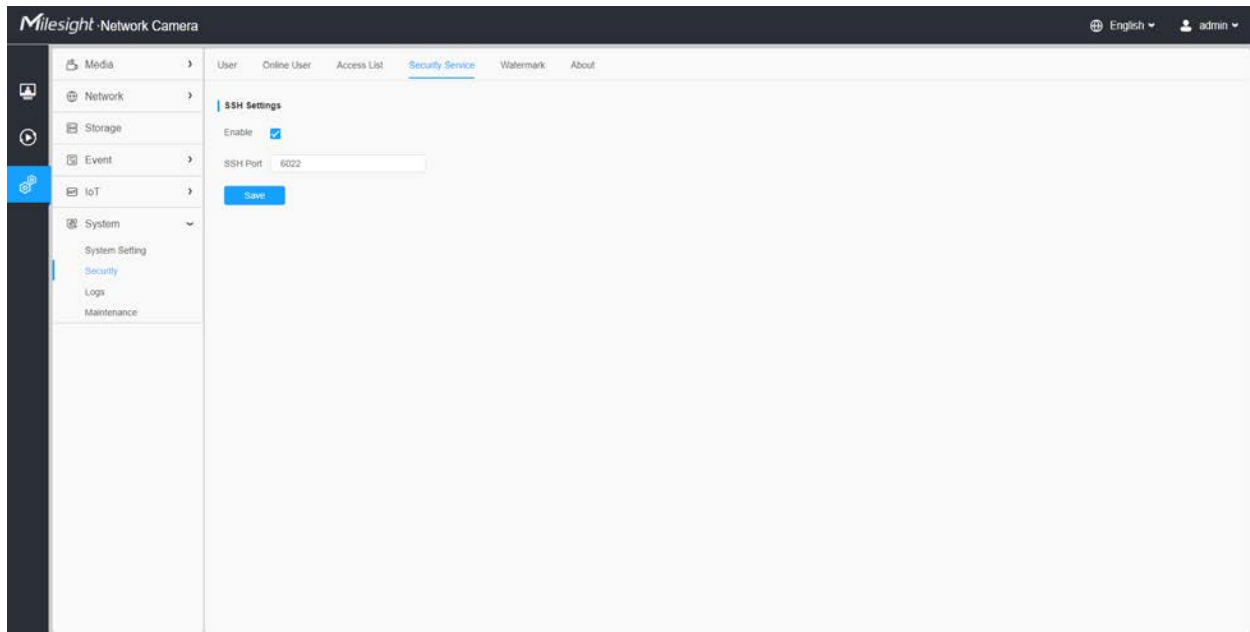 Milesight·Network Camera
English
admin
Media
Network
Storage
Event
IoT
System
System Setting
Security
Logs
Maintenance
User Online User Access List Security Service Watermark About
SSH Settings
Enable
SSH Port 6022
Save